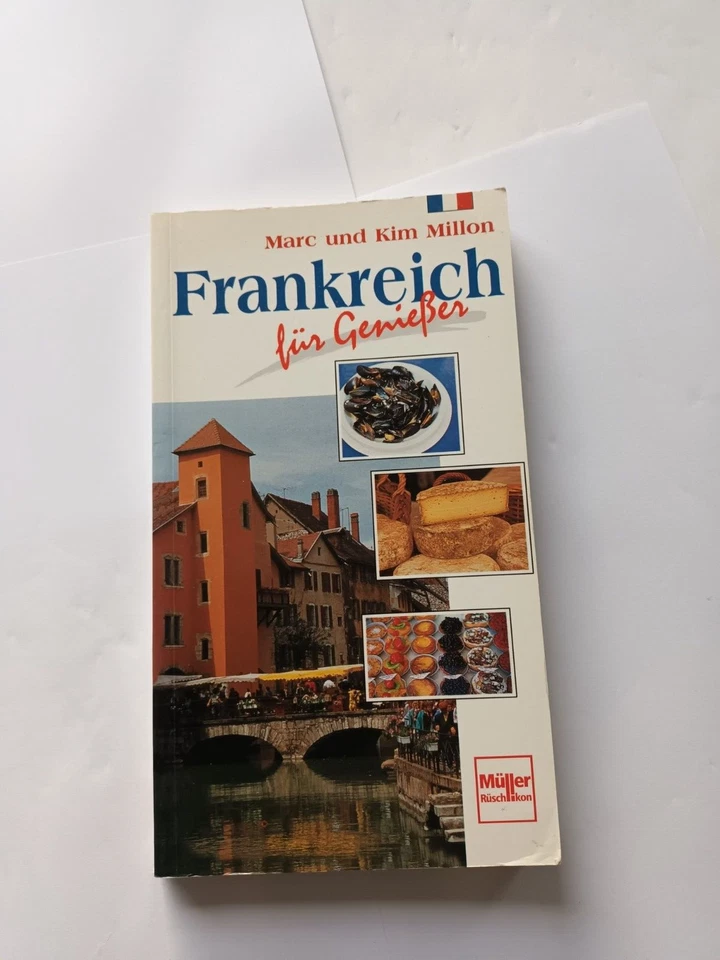 Marc und Kim Millon
Frankreich
für Genießer
Müller
Rüschlikon